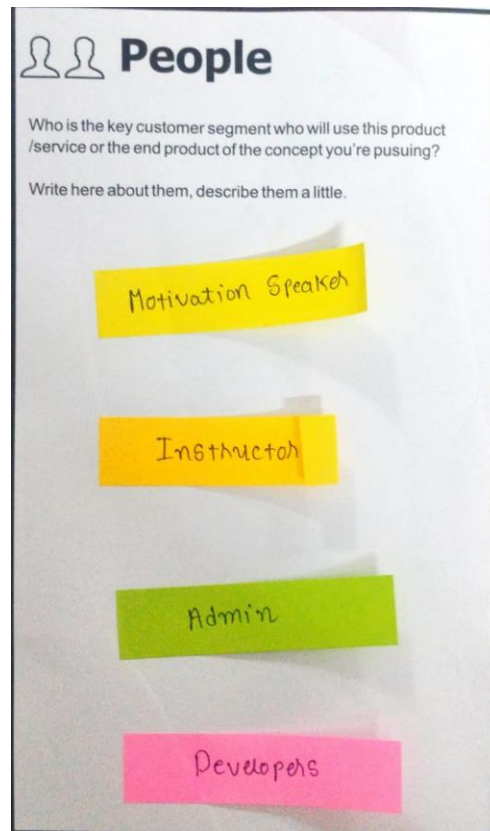 People
Who is the key customer segment who will use this product
/service or the end product of the concept you're pusuing?
Write here about them, describe them a little.
Motivation Speaker
Instructor
Admin
Developers